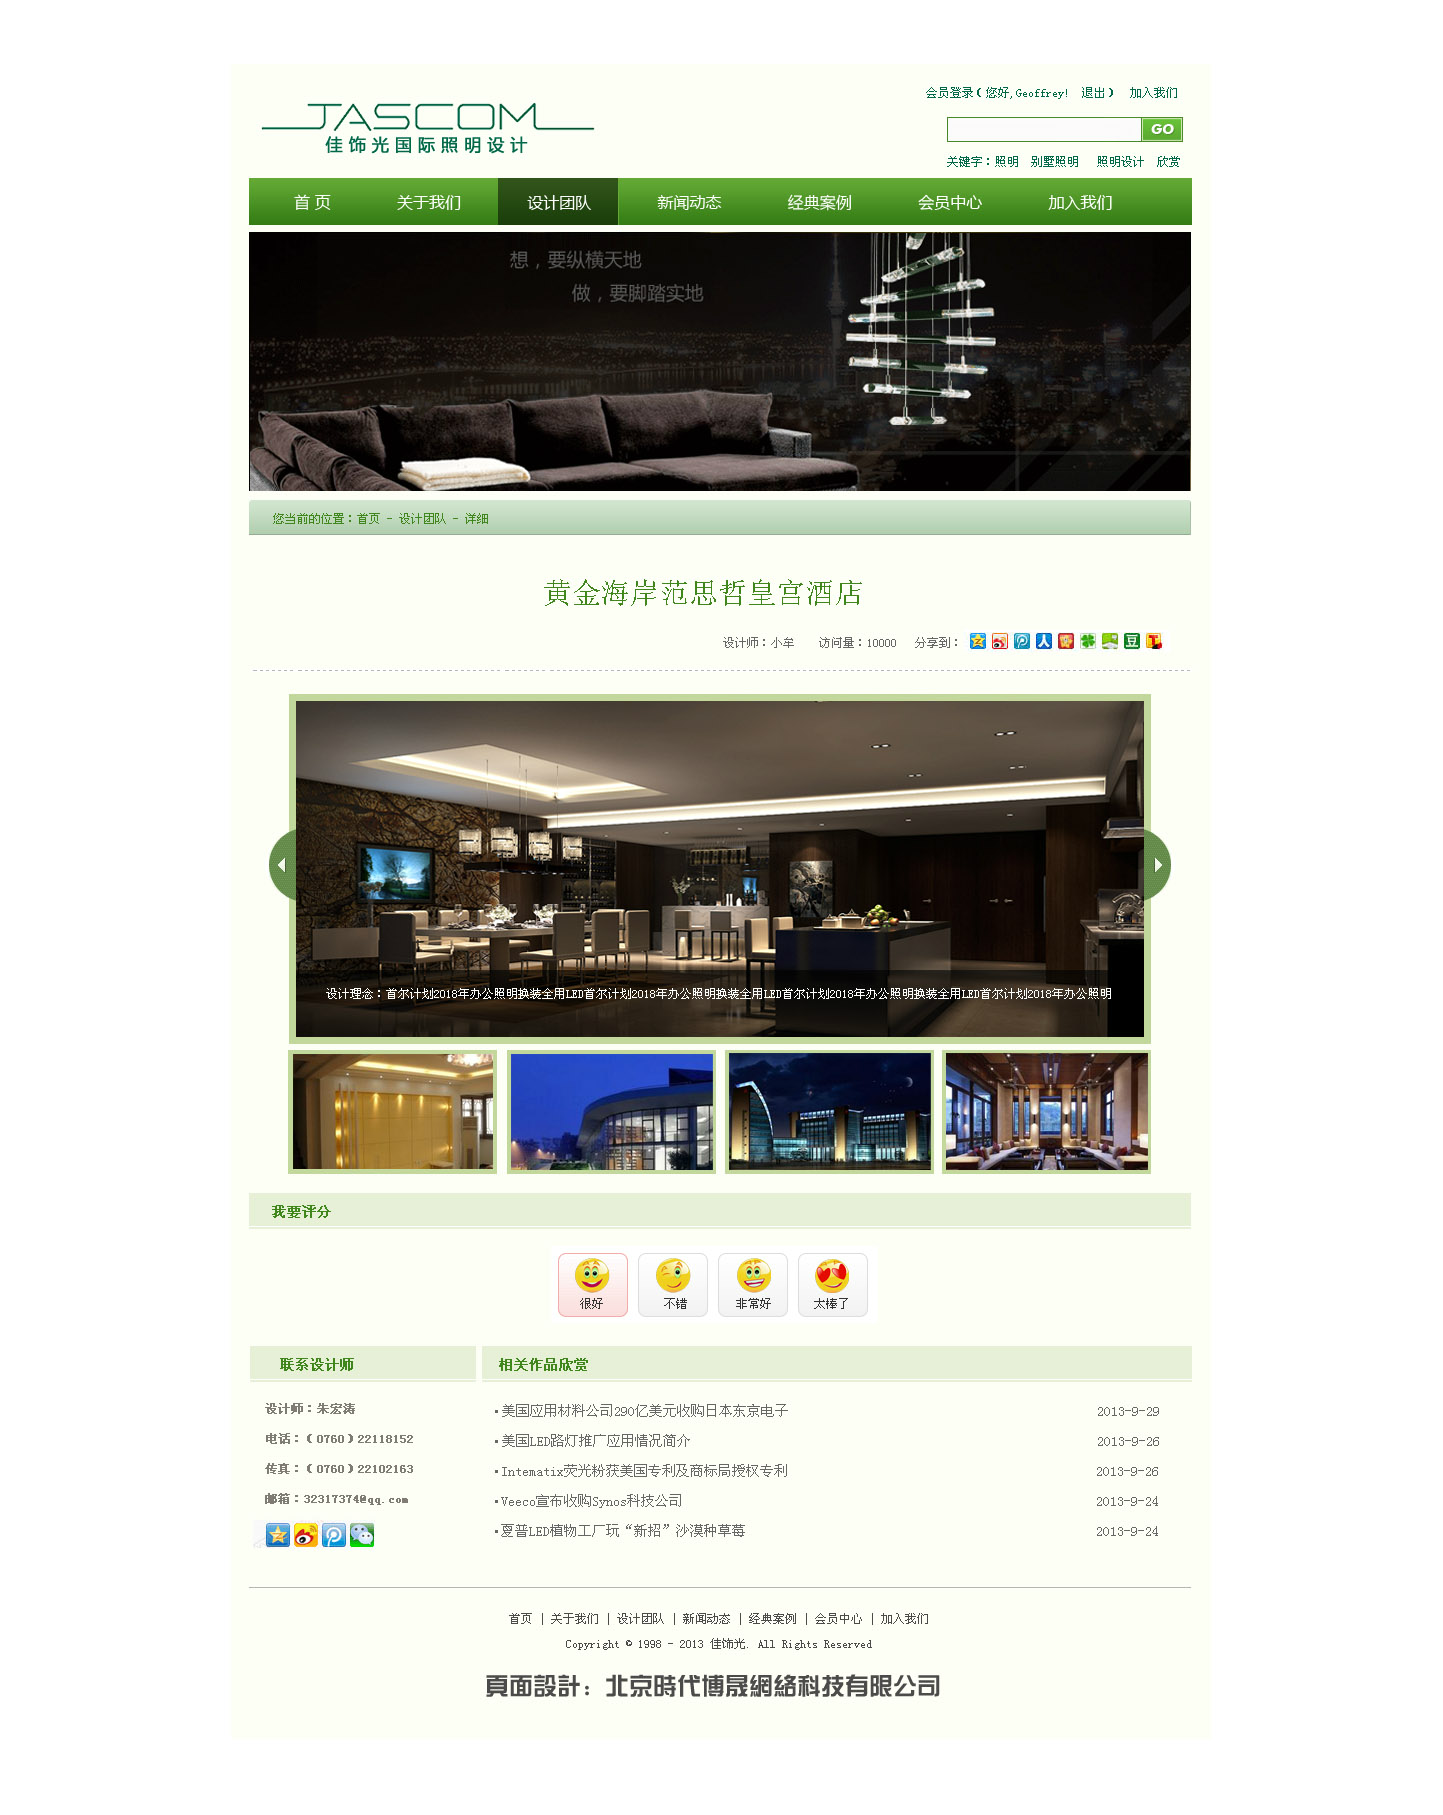 会员登录(您好,Geoffrey! 退出) 加入我们
JASCOM
佳饰光国际照明设计
GO
关键字：照明 别墅照明 照明设计 欣赏
首 页 关于我们 设计团队 新闻动态 经典案例 会员中心 加入我们
想，要纵横天地
做，要脚踏实地
您当前的位置：首页 - 设计团队 - 详细
黄金海岸范思哲皇宫酒店
设计师：小牟 访问量：10000 分享到：
设计理念：首尔计划2018年办公照明换装全用LED首尔计划2018年办公照明换装全用LED首尔计划2018年办公照明换装全用LED首尔计划2018年办公照明
我要评分
很好 不错 非常好 太棒了
联系设计师
设计师：朱宏涛
电话：(0760)22118152
传真：(0760)22102163
邮箱：32317374@qq.com
相关作品欣赏
▪美国应用材料公司290亿美元收购日本东京电子 2013-9-29
▪美国LED路灯推广应用情况简介 2013-9-26
▪Intematix荧光粉获美国专利及商标局授权专利 2013-9-26
▪Veeco宣布收购Synos科技公司 2013-9-24
▪夏普LED植物工厂玩“新招”沙漠种草莓 2013-9-24
首页 | 关于我们 | 设计团队 | 新闻动态 | 经典案例 | 会员中心 | 加入我们
Copyright © 1998 - 2013 佳饰光. All Rights Reserved
頁面設計：北京時代博晟網絡科技有限公司